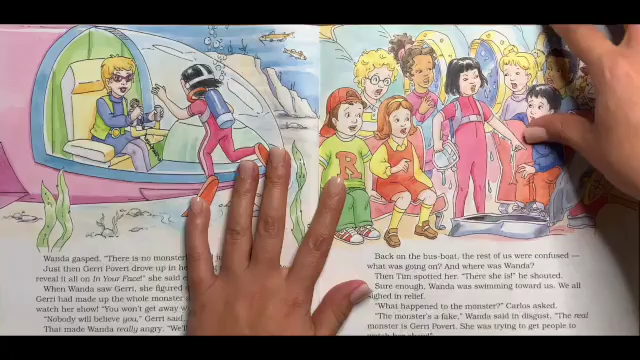 R
Wanda gasped, "There is no monster
Just then Gerri Poveri drove up in he
reveal it all on In Your Face!" she said
When Wanda saw Gerri, she figured
Gerri had made up the whole monster
watch her show! "You won't get away
"Nobody will believe you," Gerri said,
That made Wanda really angry. "We'll
Back on the bus-boat, the rest of us were confused —
what was going on? And where was Wanda?
Then Tim spotted her. "There she is!" he shouted.
Sure enough, Wanda was swimming toward us. We all
sighed in relief.
"What happened to the monster?" Carlos asked.
"The monster's a fake," Wanda said in disgust. "The real
monster is Gerri Poveri. She was trying to get people to
watch her show!"